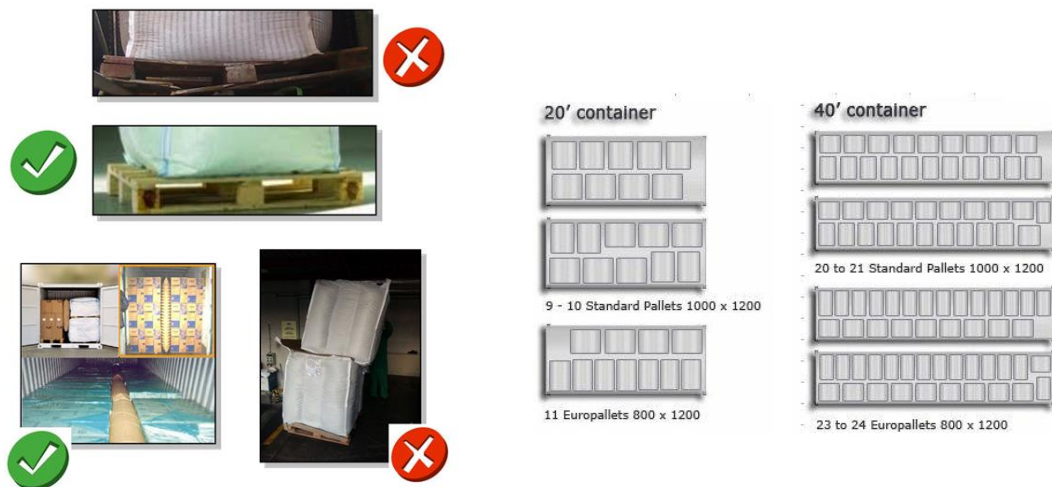 20’ container
9 - 10 Standard Pallets 1000 x 1200
11 Europallets 800 x 1200
40’ container
20 to 21 Standard Pallets 1000 x 1200
23 to 24 Europallets 800 x 1200